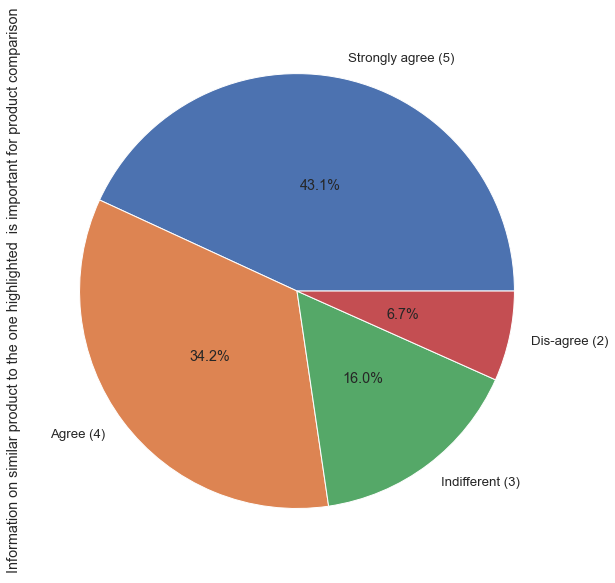 Information on similar product to the one highlighted  is important for product comparison
Strongly agree (5)
43.1%
6.7%
Dis-agree (2)
34.2%
16.0%
Agree (4)
Indifferent (3)